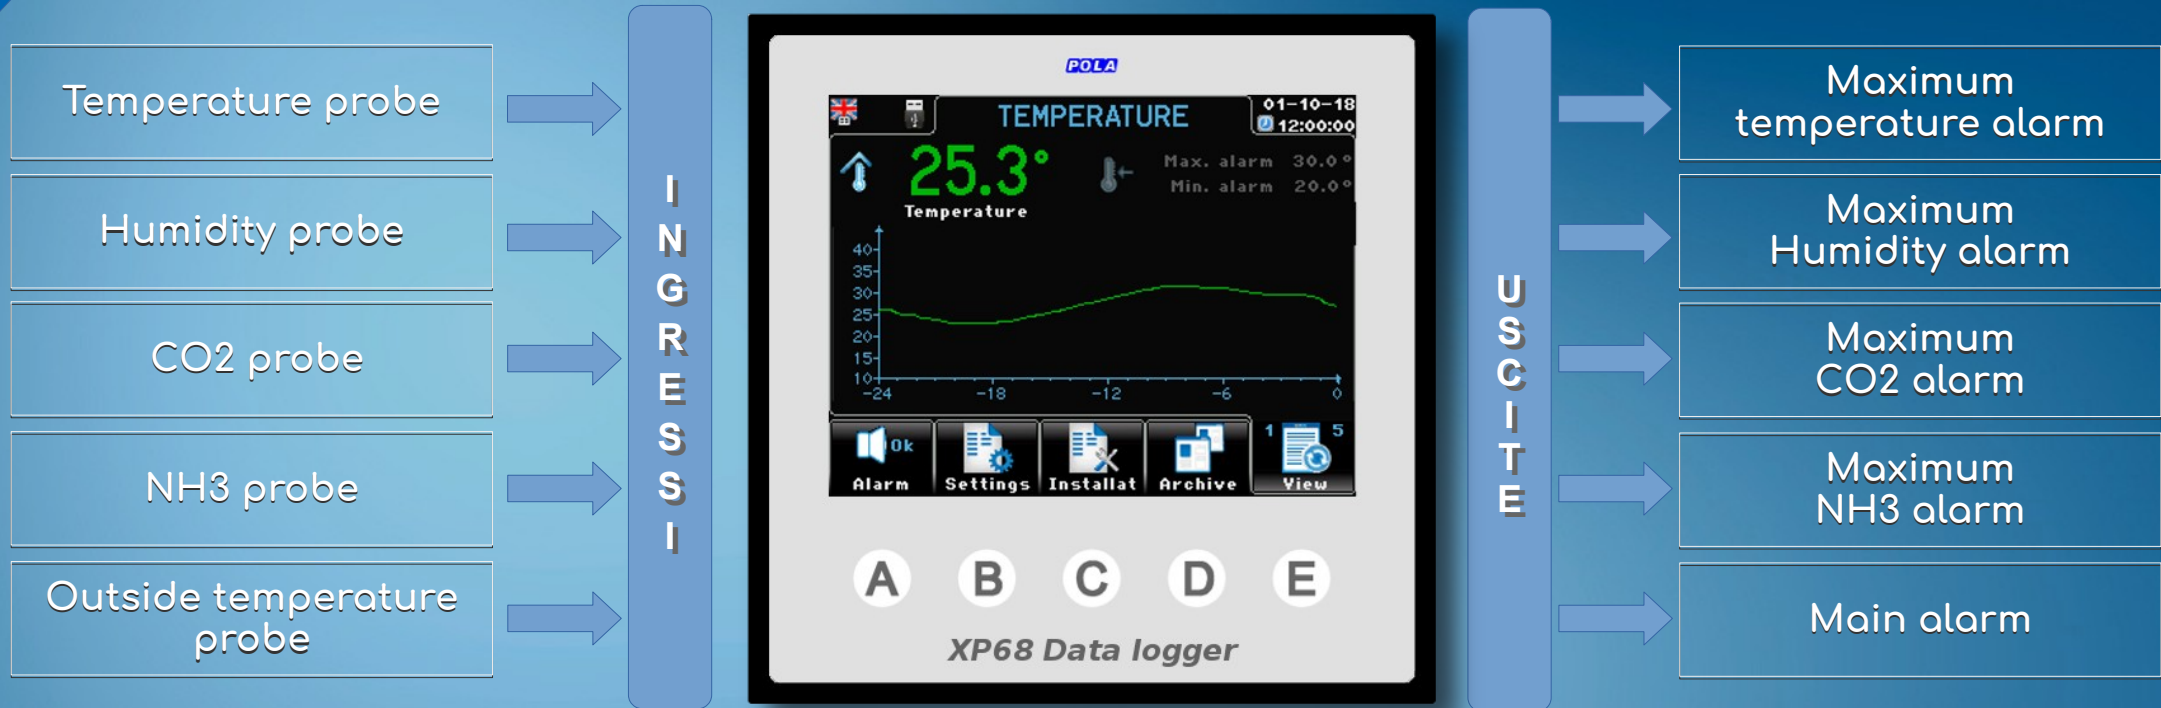 Temperature probe
Humidity probe
CO2 probe
NH3 probe
Outside temperature
probe
INGRESSI
POLA
TEMPERATURE
01-10-18
12:00:00
25.3°
Temperature
Max. alarm 30.0°
Min. alarm 20.0°
40
35
30
25
20
15
10
-24 -18 -12 -6 0
Ok
1 5
Alarm Settings Installat Archive View
A B C D E
XP68 Data logger
USCITE
Maximum
temperature alarm
Maximum
Humidity alarm
Maximum
CO2 alarm
Maximum
NH3 alarm
Main alarm